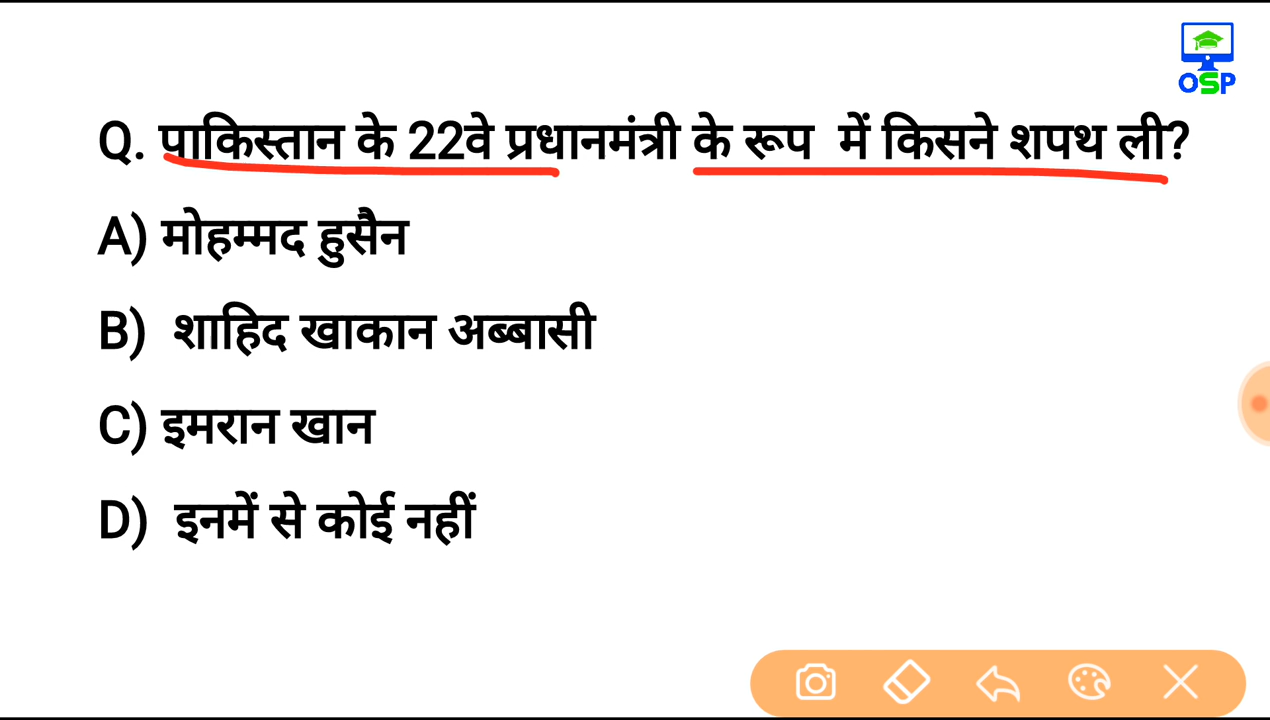 OSP
Q. पाकिस्तान के 22वे प्रधानमंत्री के रूप में किसने शपथ ली?
A) मोहम्मद हुसैन
B) शाहिद खाकान अब्बासी
C) इमरान खान
D) इनमें से कोई नहीं